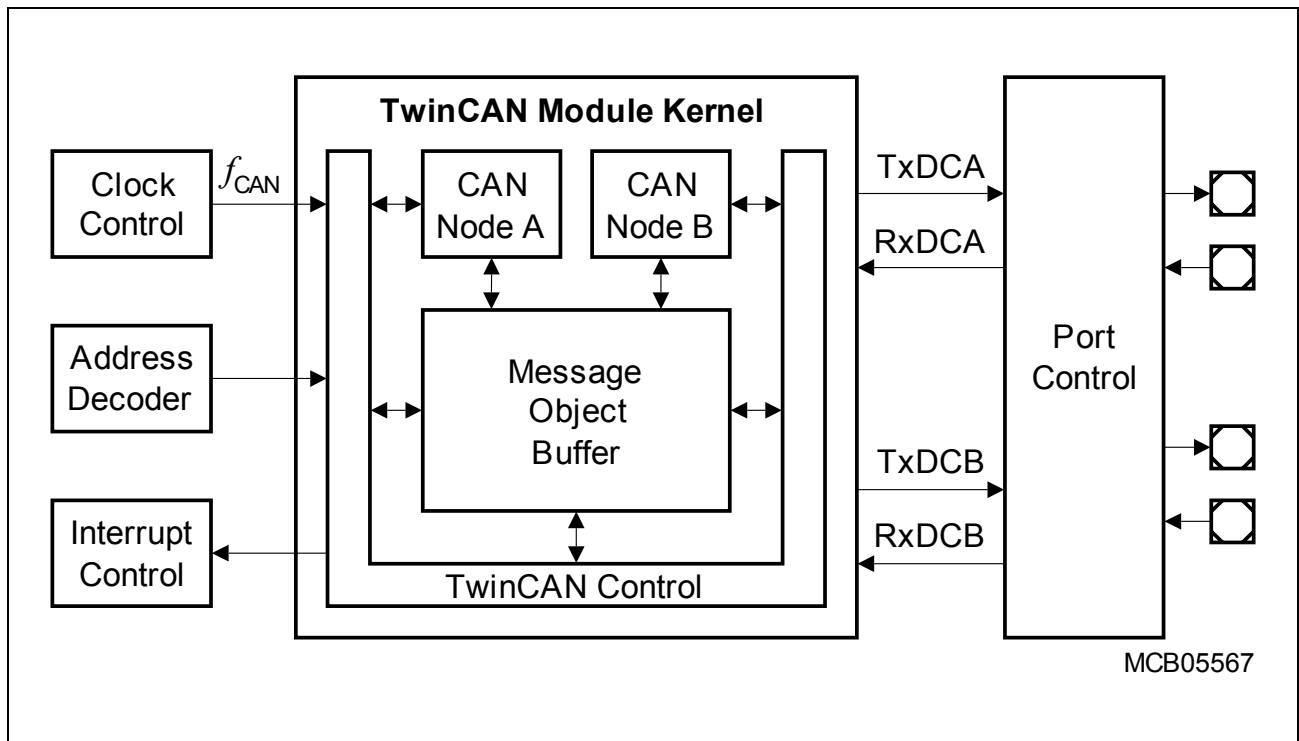 TwinCAN Module Kernel
Clock
Control
fCAN
CAN
Node A
CAN
Node B
TxDCA
RxDCA
Address
Decoder
Message
Object
Buffer
Port
Control
Interrupt
Control
TxDCB
RxDCB
TwinCAN Control
MCB05567